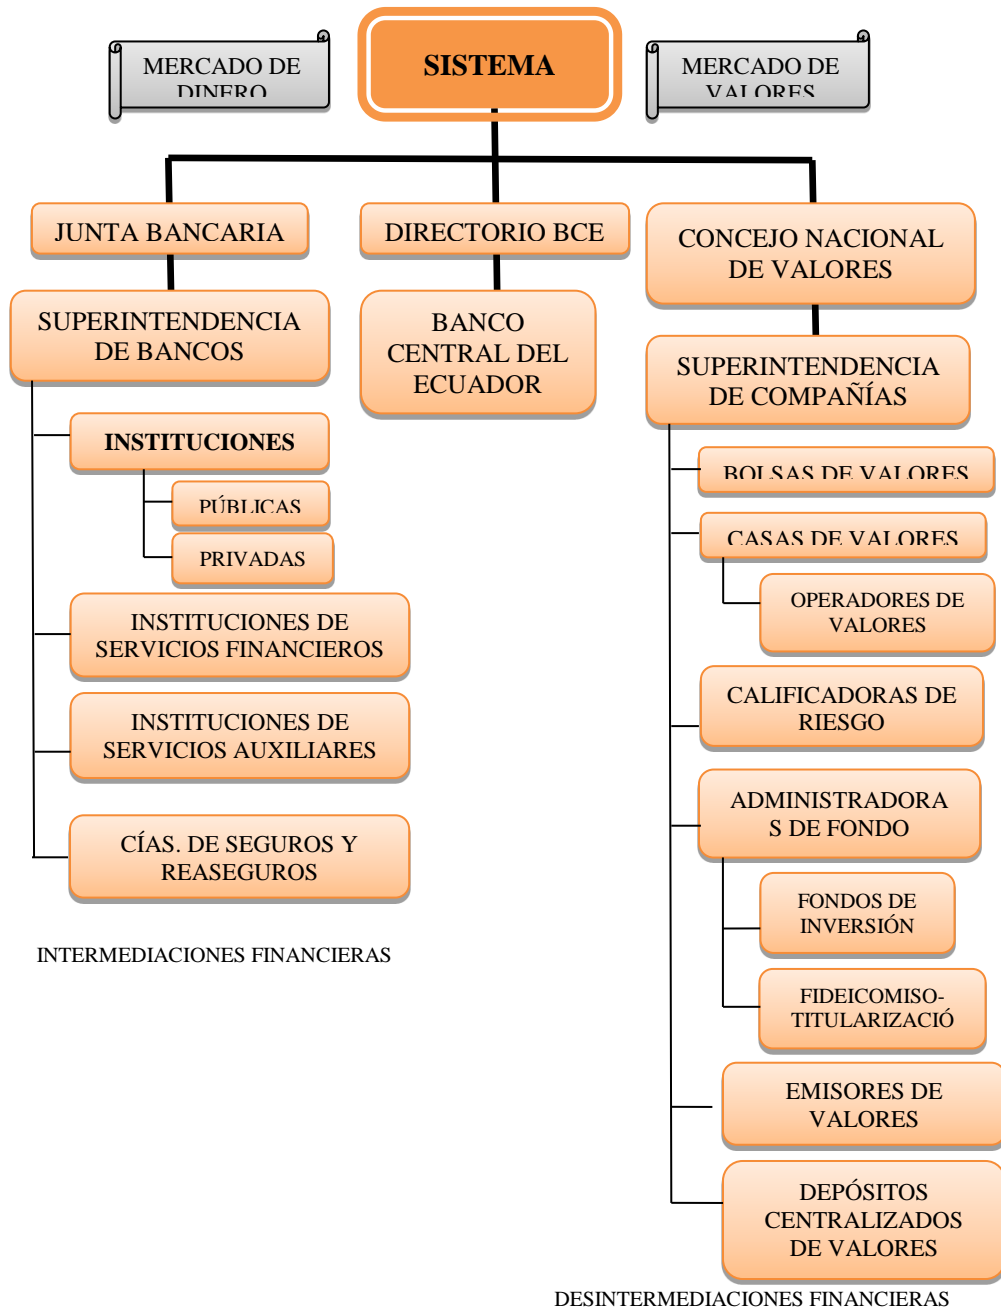 MERCADO DE
DINERO
SISTEMA
MERCADO DE
VALORES
JUNTA BANCARIA
DIRECTORIO BCE
CONCEJO NACIONAL
DE VALORES
SUPERINTENDENCIA
DE BANCOS
BANCO
CENTRAL DEL
ECUADOR
SUPERINTENDENCIA
DE COMPAÑÍAS
INSTITUCIONES
PÚBLICAS
PRIVADAS
INSTITUCIONES DE
SERVICIOS FINANCIEROS
INSTITUCIONES DE
SERVICIOS AUXILIARES
CÍAS. DE SEGUROS Y
REASEGUROS
INTERMEDIACIONES FINANCIERAS
BOLSAS DE VALORES
CASAS DE VALORES
OPERADORES DE
VALORES
CALIFICADORAS DE
RIESGO
ADMINISTRADORA
S DE FONDO
FONDOS DE
INVERSIÓN
FIDEICOMISO-
TITULARIZACIÓ
EMISORES DE
VALORES
DEPÓSITOS
CENTRALIZADOS
DE VALORES
DESINTERMEDIACIONES FINANCIERAS